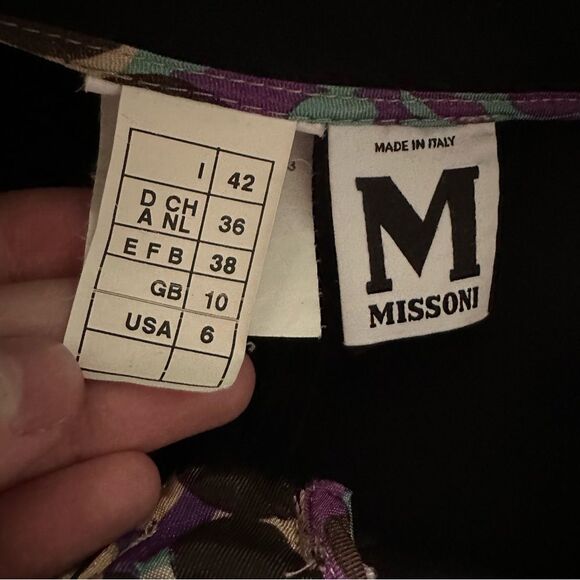 I 42
D CH
A NL 36
E F B 38
GB 10
USA 6
MADE IN ITALY
M
MISSONI